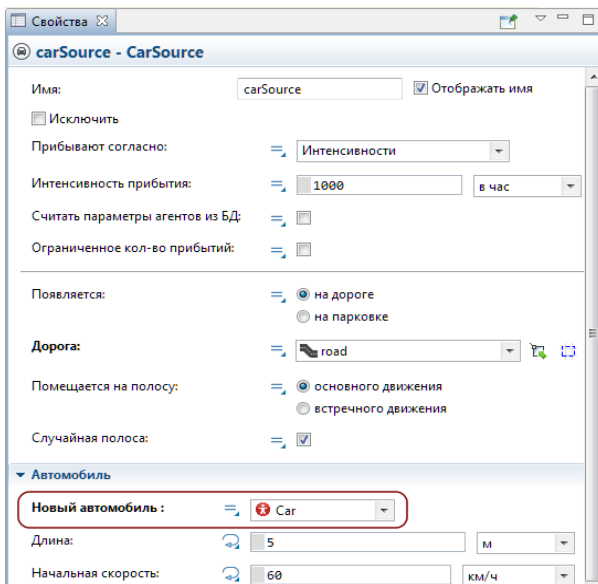 Свойства
carSource - CarSource
Имя: carSource Отображать имя
Исключить
Прибывают согласно: Интенсивности
Интенсивность прибытия: 1000 в час
Считать параметры агентов из БД:
Ограниченное кол-во прибытий:
Появляется: на дороге
на парковке
Дорога: road
Помещается на полосу: основного движения
встречного движения
Случайная полоса:
Автомобиль
Новый автомобиль : Car
Длина: 5 м
Начальная скорость: 60 км/ч